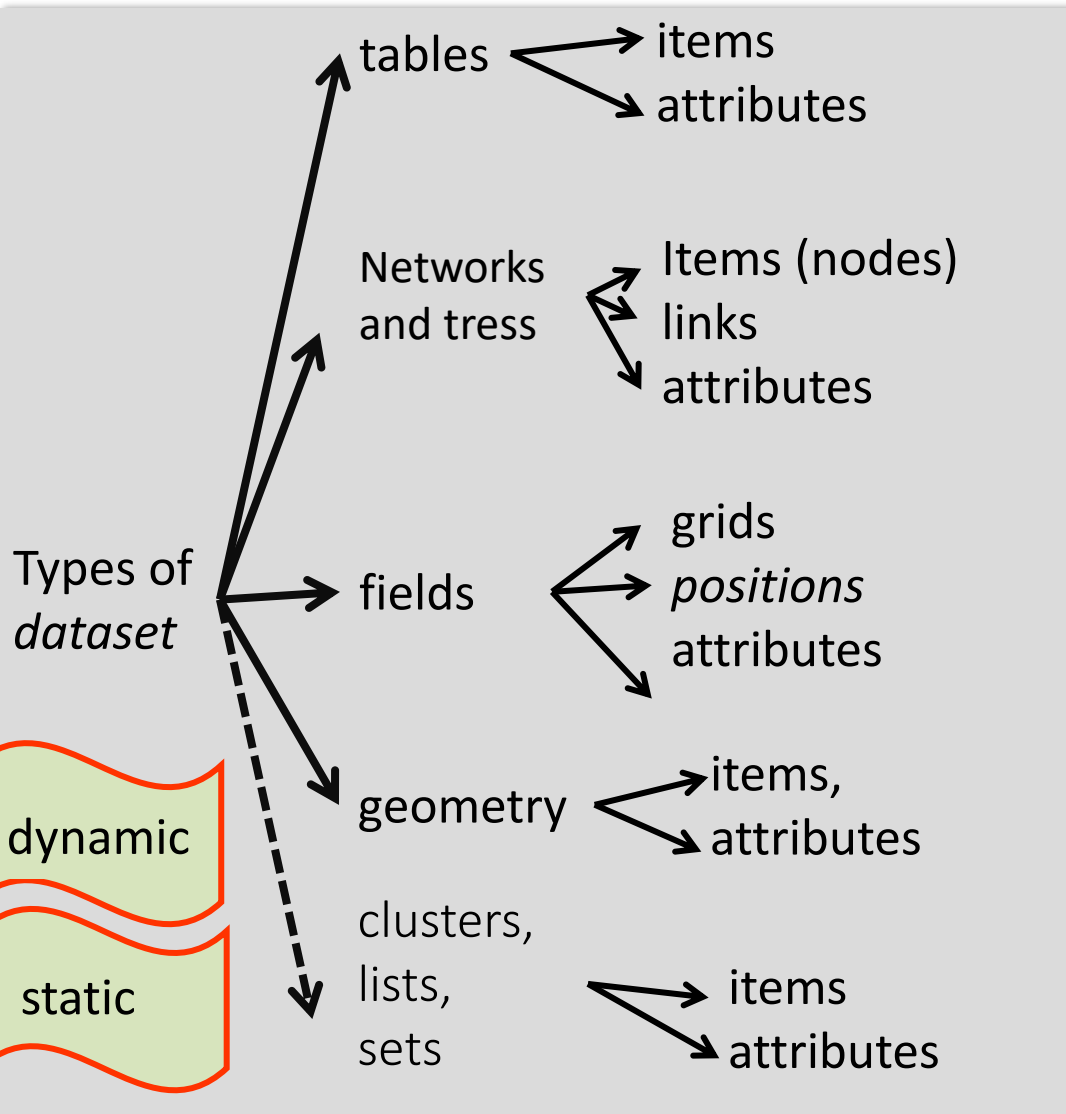 tables
items
attributes
Networks
and tress
Items (nodes)
links
attributes
Types of
dataset
fields
grids
positions
attributes
geometry
items,
attributes
dynamic
static
clusters,
lists,
sets
items
attributes